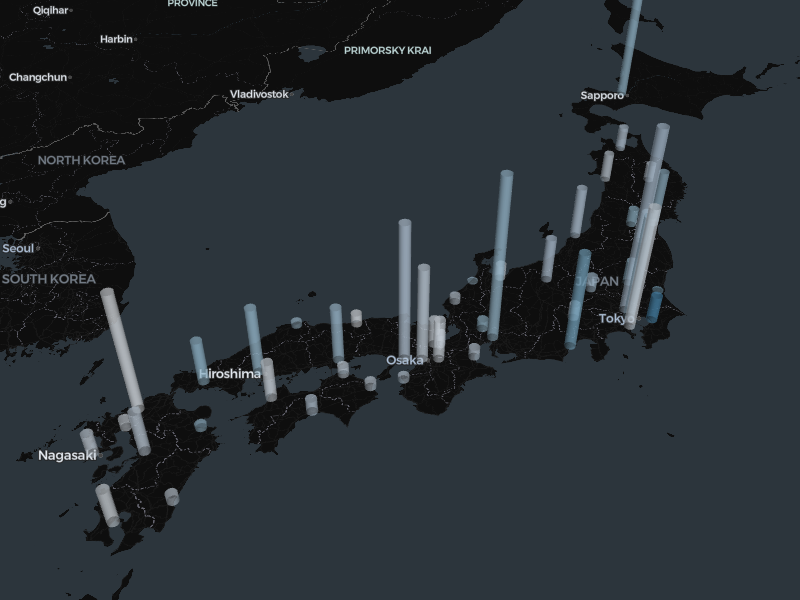 PROVINCE
Qiqihar
Harbin
PRIMORSKY KRAI
Changchun
Vladivostok
Sapporo
NORTH KOREA
g
Seoul
SOUTH KOREA
JAPAN
Tokyo
Osaka
Hiroshima
Nagasaki